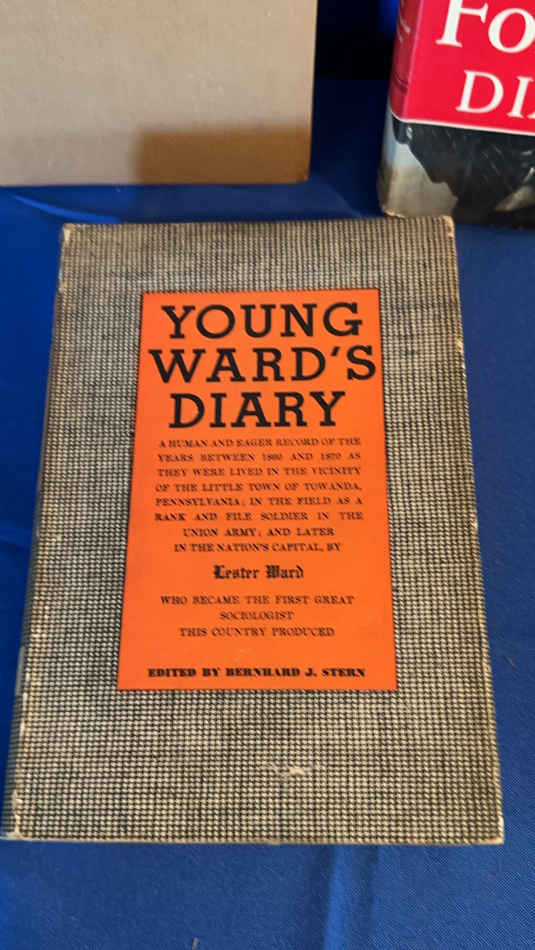 Fo
DI
YOUNG
WARD'S
DIARY
A HUMAN AND EAGER RECORD OF THE
YEARS BETWEEN 1860 AND 1870 AS
THEY WERE LIVED IN THE VICINITY
OF THE LITTLE TOWN OF TOWANDA,
PENNSYLVANIA; IN THE FIELD AS A
RANK AND FILE SOLDIER IN THE
UNION ARMY; AND LATER
IN THE NATION'S CAPITAL, BY
Lester Ward
WHO BECAME THE FIRST GREAT
SOCIOLOGIST
THIS COUNTRY PRODUCED
EDITED BY BERNHARD J. STERN